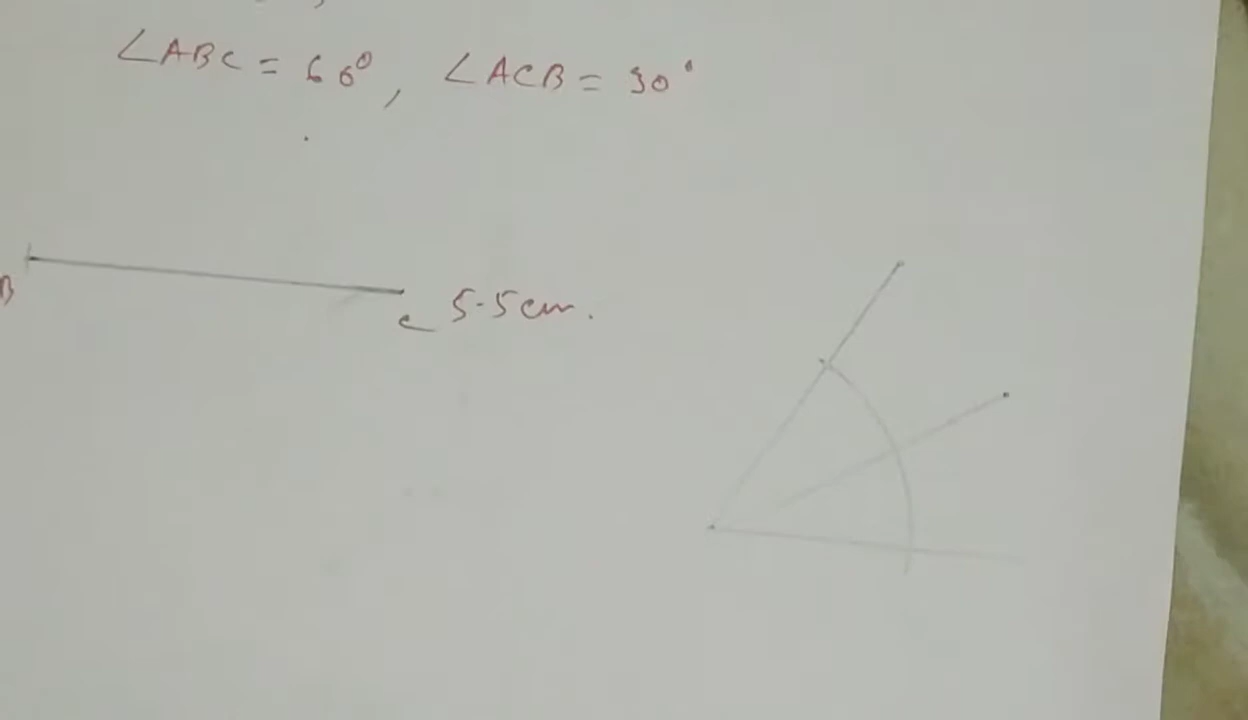 ∠ABC = 60°, ∠ACB = 30°
B
C 5.5cm.